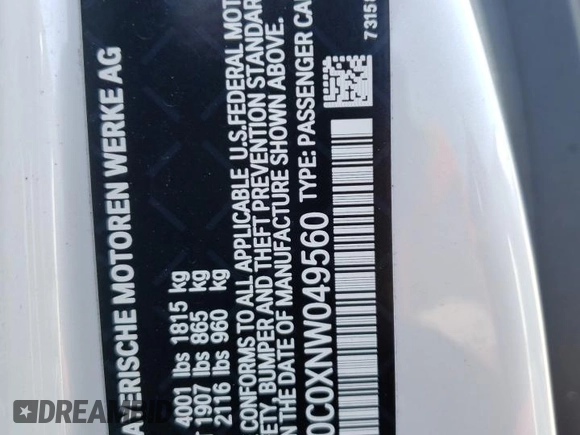 AYERISCHE MOTOREN WERKE AG
4001 lbs 1815 kg
1907 lbs 865 kg
2116 lbs 960 kg
CONFORMS TO ALL APPLICABLE U.S. FEDERAL MOT
ETY, BUMPER AND THEFT PREVENTION STANDAR
N THE DATE OF MANUFACTURE SHOWN ABOVE.
0C0XNW049560 TYPE: PASSENGER CA
7315
DREAMBID